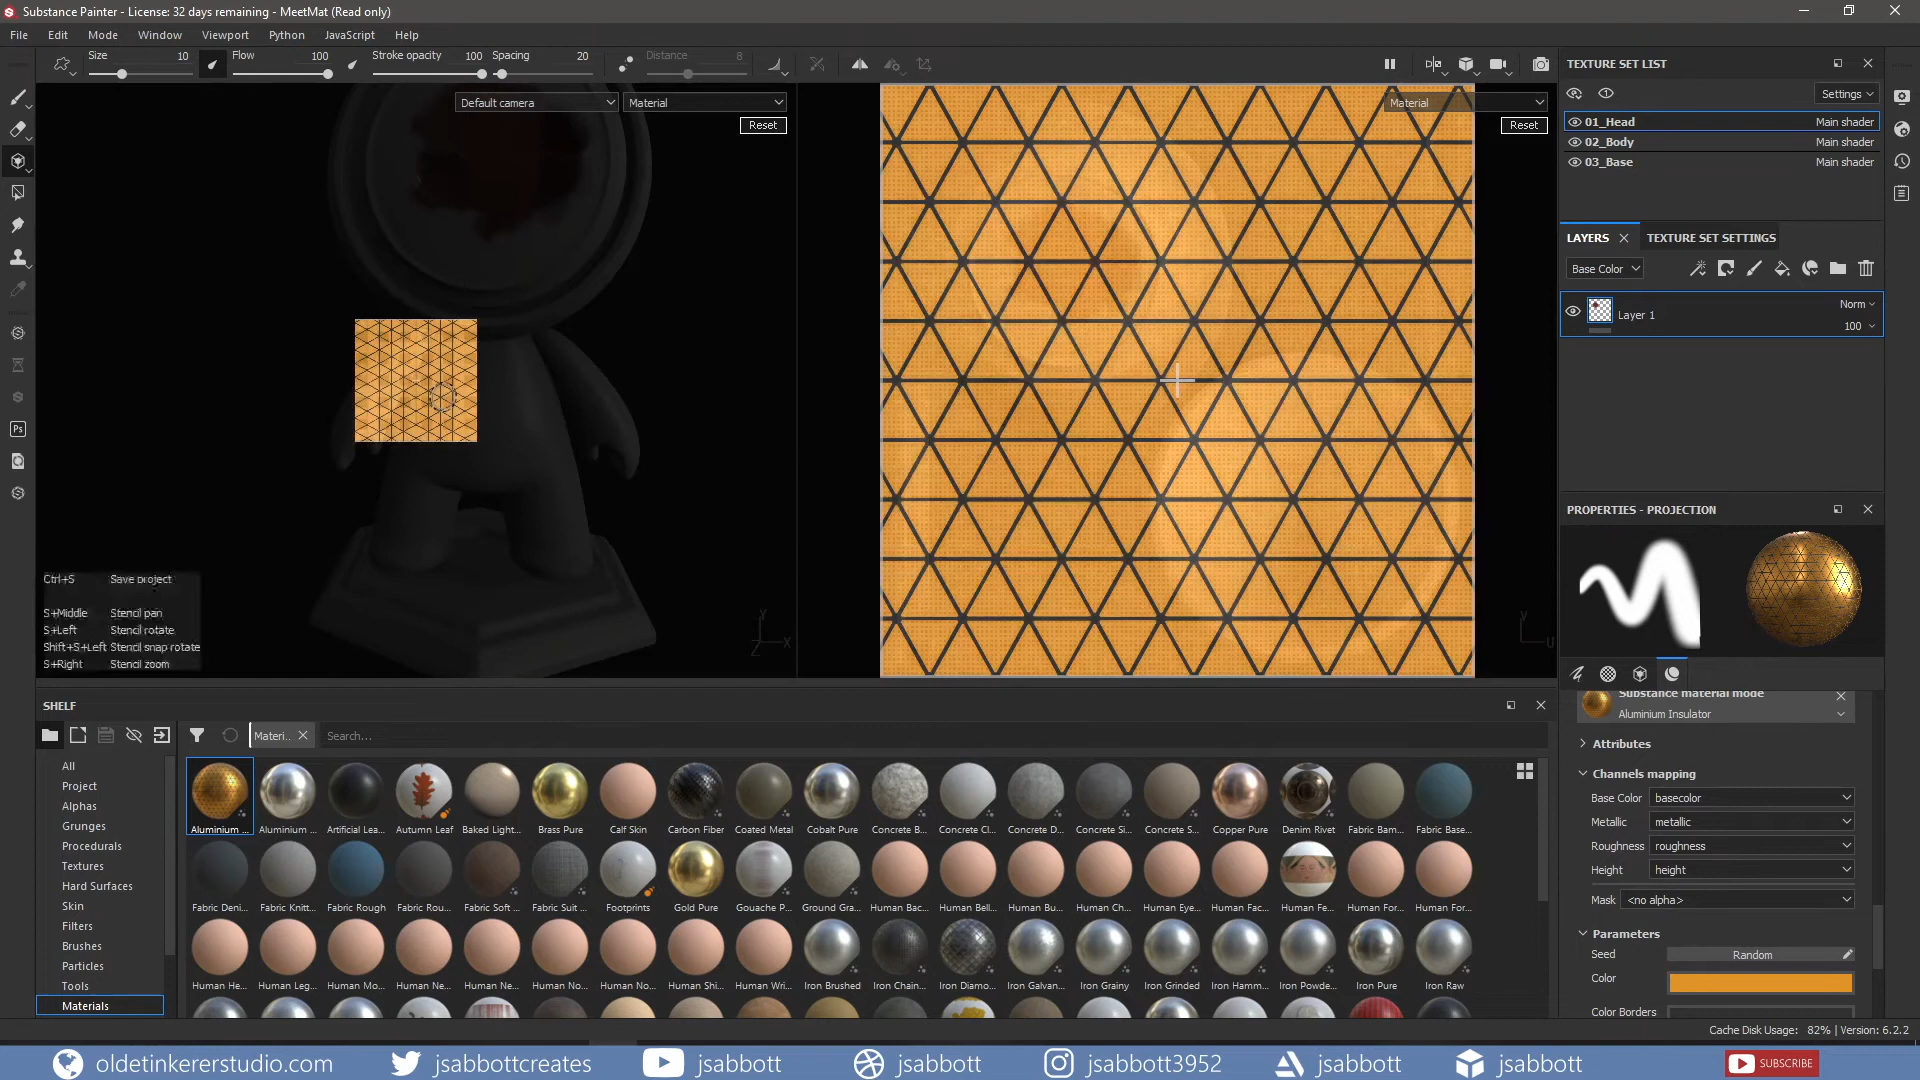 Substance Painter - License: 32 days remaining - MeetMat (Read only)
File Edit Mode Window Viewport Python JavaScript Help
Size 10 Flow 100 Stroke opacity 100 Spacing 20 Distance 8
Default camera Material Material
Reset Reset
TEXTURE SET LIST
Settings
01_Head Main shader
02_Body Main shader
03_Base Main shader
LAYERS TEXTURE SET SETTINGS
Base Color
Layer 1 Norm
100
Ps
Ctrl+S Save project
S+Middle Stencil pan
S+Left Stencil rotate
Shift+S+Left Stencil snap rotate
S+Right Stencil zoom
Y Z X
PROPERTIES - PROJECTION
Substance material mode
Aluminium Insulator
Attributes
Channels mapping
Base Color basecolor
Metallic metallic
Roughness roughness
Height height
Mask <no alpha>
Parameters
Seed Random
Color
Color Borders
SHELF
Materi.. Search...
All
Project
Alphas
Grunges
Procedurals
Textures
Hard Surfaces
Skin
Filters
Brushes
Particles
Tools
Materials
Aluminium ... Aluminium ... Artificial Lea... Autumn Leaf Baked Light... Brass Pure Calf Skin Carbon Fiber Coated Metal Cobalt Pure Concrete B... Concrete Cl... Concrete D... Concrete Si... Concrete S... Copper Pure Denim Rivet Fabric Bam... Fabric Base...
Fabric Deni... Fabric Knitt... Fabric Rough Fabric Rou... Fabric Soft ... Fabric Suit ... Footprints Gold Pure Gouache P... Ground Gra... Human Bac... Human Bell... Human Bu... Human Ch... Human Eye... Human Fac... Human Fe... Human For... Human For...
Human He... Human Leg... Human Mo... Human Ne... Human Ne... Human No... Human No... Human Shi... Human Wri... Iron Brushed Iron Chain... Iron Diamo... Iron Galvan... Iron Grainy Iron Grinded Iron Hamm... Iron Powde... Iron Pure Iron Raw
Cache Disk Usage: 82% | Version: 6.2.2
oldetinkererstudio.com jsabbottcreates jsabbott jsabbott jsabbott3952 jsabbott jsabbott SUBSCRIBE